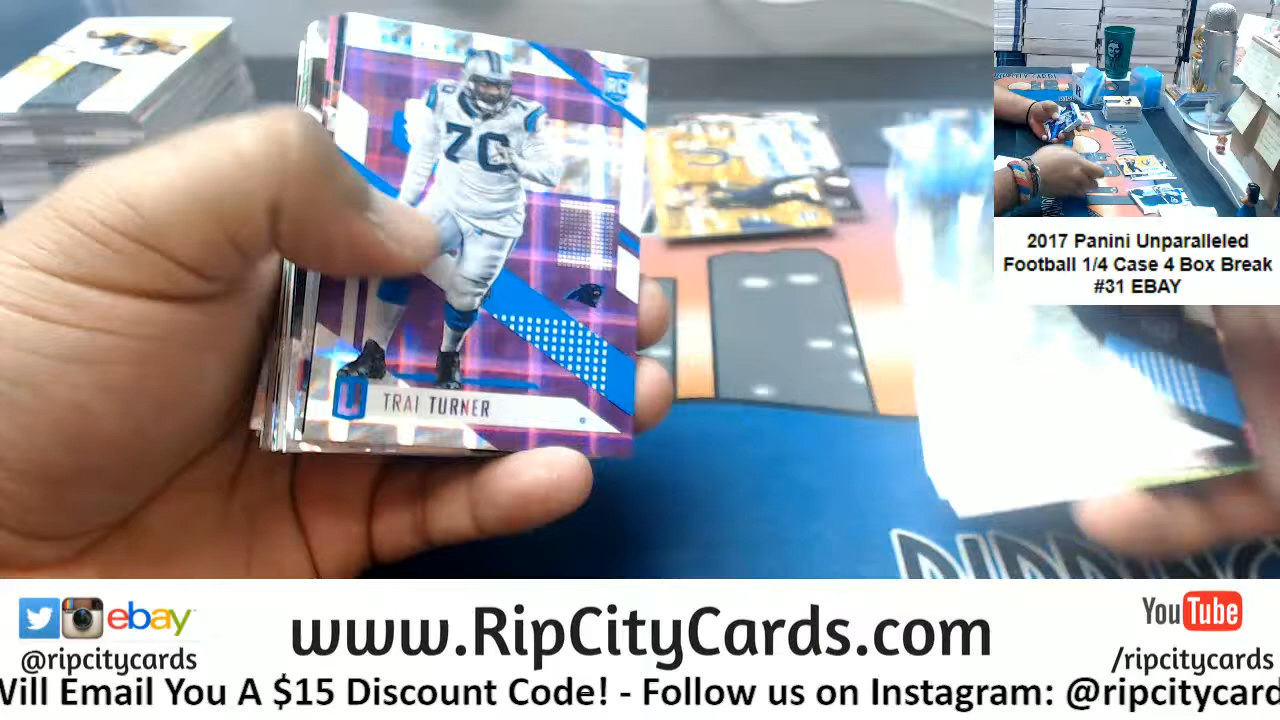 70
RC
U TRAI TURNER
2017 Panini Unparalleled
Football 1/4 Case 4 Box Break
#31 EBAY
ebay
@ripcitycards
www.RipCityCards.com
YouTube
/ripcitycards
Will Email You A $15 Discount Code! - Follow us on Instagram: @ripcitycard